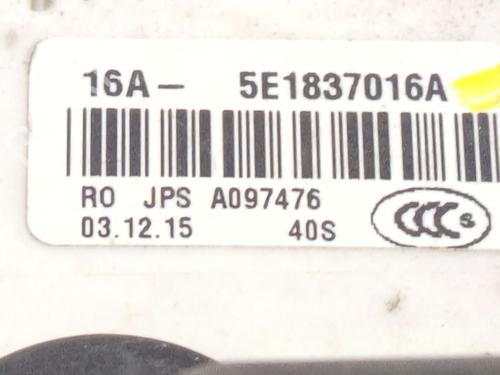 16A- 5E1837016A
RO JPS A097476
03.12.15 40S
CCC S